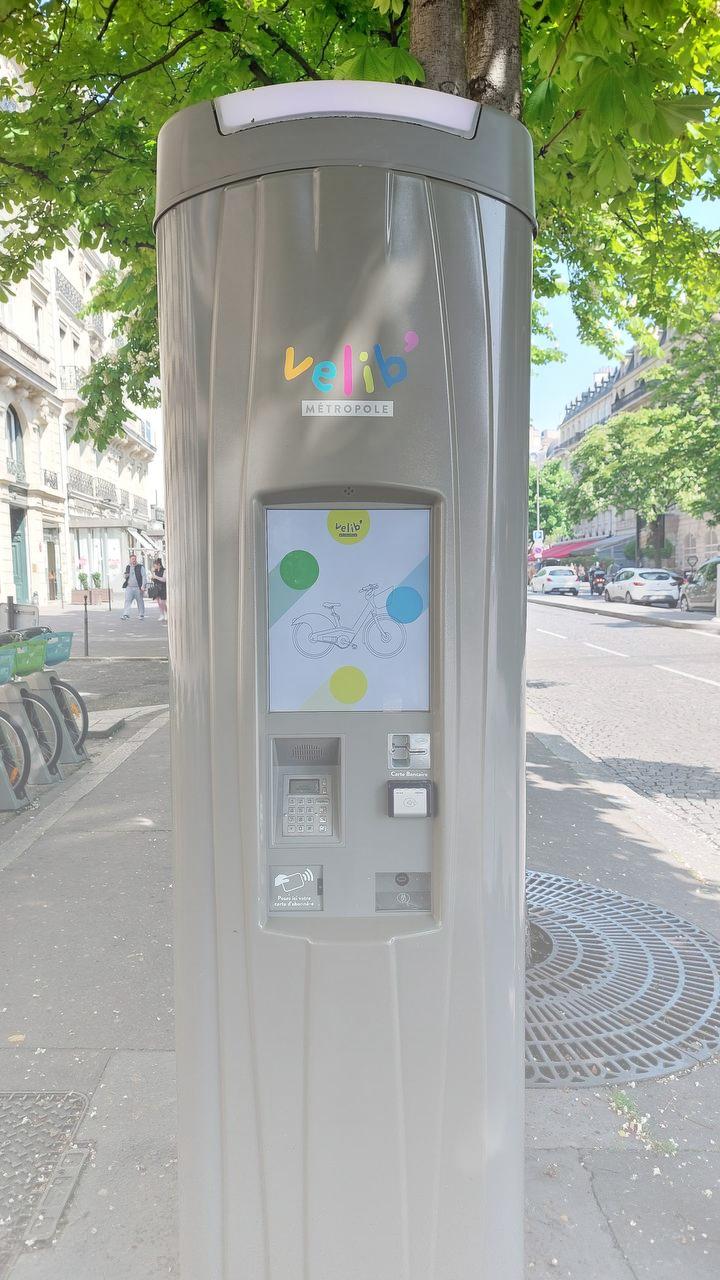 velib'
MÉTROPOLE
velib'
Carte Bancaire
Posez ici votre
carte d'abonné·e